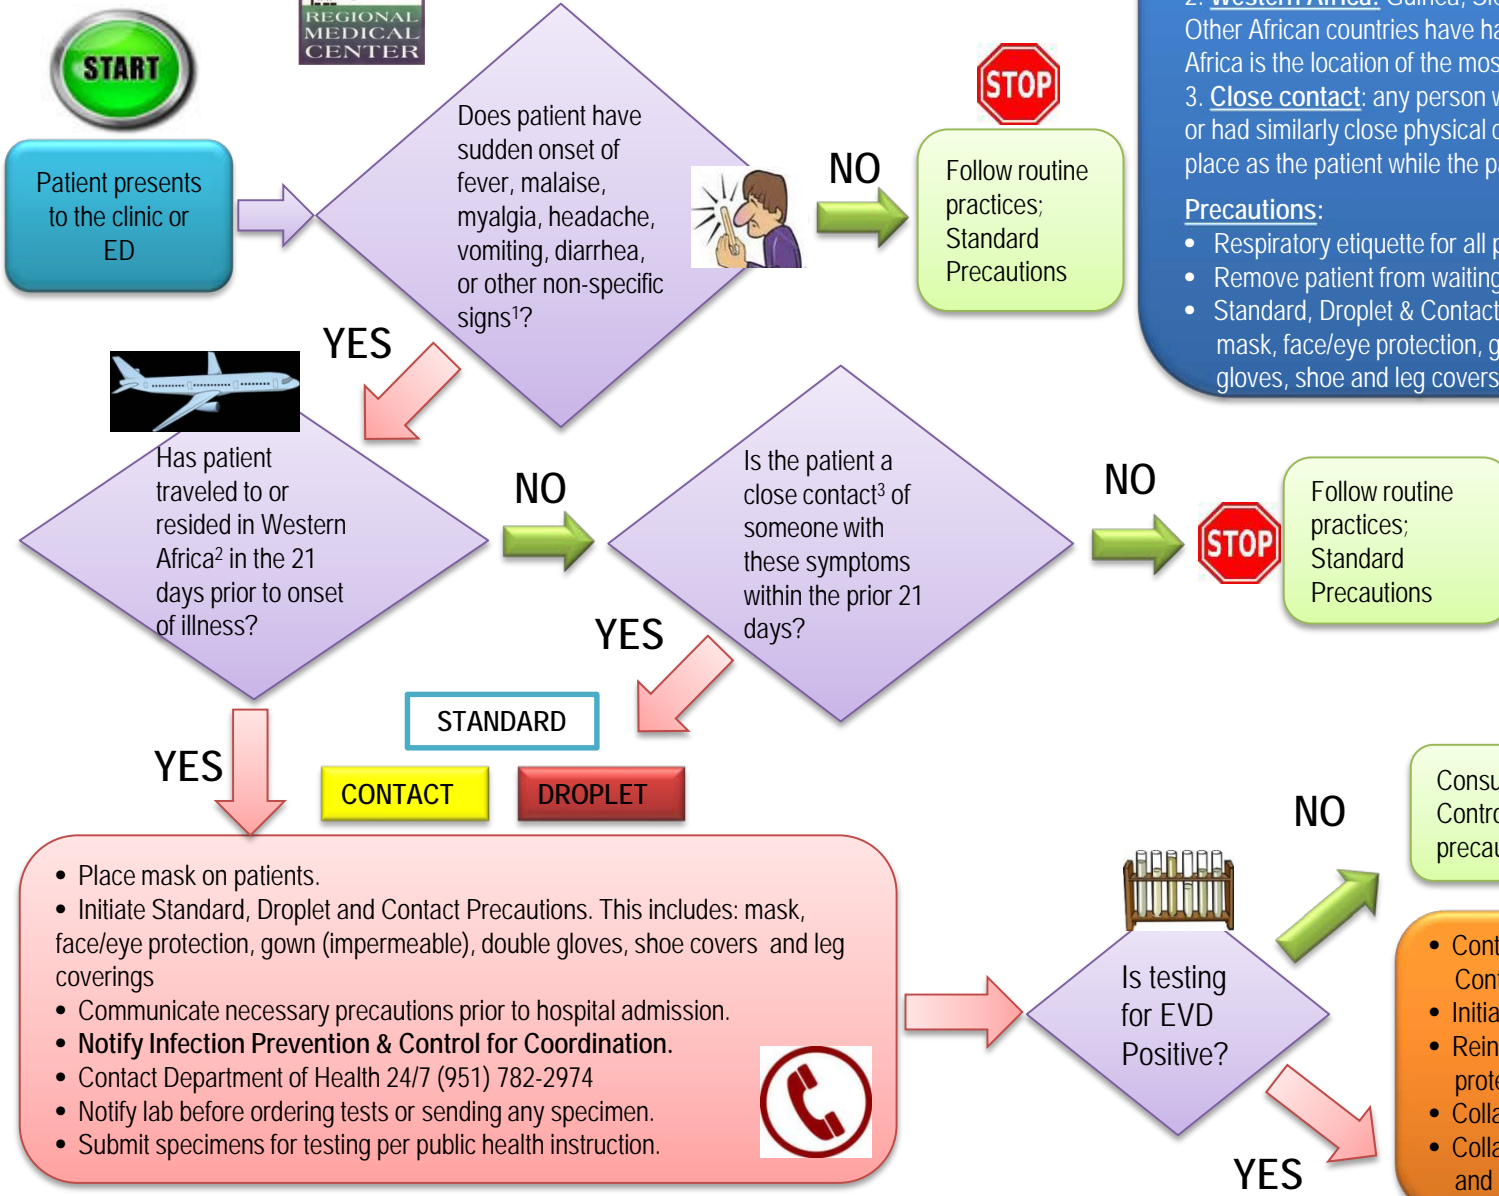 REGIONAL
MEDICAL
CENTER
START
Patient presents
to the clinic or
ED
Does patient have
sudden onset of
fever, malaise,
myalgia, headache,
vomiting, diarrhea,
or other non-specific
signs¹?
NO
STOP
Follow routine
practices;
Standard
Precautions
2. Western Africa: Guinea,
Other African countries have
Africa is the location of the
3. Close contact: any person
or had similarly close physical
place as the patient while the
Precautions:
• Respiratory etiquette for all
• Remove patient from waiting
• Standard, Droplet & Contact
mask, face/eye protection,
gloves, shoe and leg covers
YES
Has patient
traveled to or
resided in Western
Africa² in the 21
days prior to onset
of illness?
NO
Is the patient a
close contact³ of
someone with
these symptoms
within the prior 21
days?
NO
STOP
Follow routine
practices;
Standard
Precautions
YES
YES
STANDARD
CONTACT
DROPLET
• Place mask on patients.
• Initiate Standard, Droplet and Contact Precautions. This includes: mask,
face/eye protection, gown (impermeable), double gloves, shoe covers and leg
coverings
• Communicate necessary precautions prior to hospital admission.
• Notify Infection Prevention & Control for Coordination.
• Contact Department of Health 24/7 (951) 782-2974
• Notify lab before ordering tests or sending any specimen.
• Submit specimens for testing per public health instruction.
Is testing
for EVD
Positive?
NO
YES
and